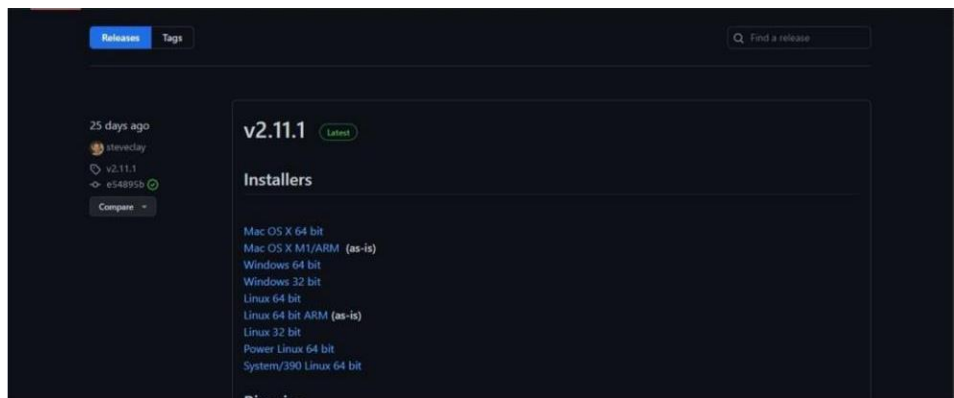 Releases Tags
Find a release
25 days ago
steveclay
v2.11.1
e54895b
Compare
v2.11.1 Latest
Installers
Mac OS X 64 bit
Mac OS X M1/ARM (as-is)
Windows 64 bit
Windows 32 bit
Linux 64 bit
Linux 64 bit ARM (as-is)
Linux 32 bit
Power Linux 64 bit
System/390 Linux 64 bit